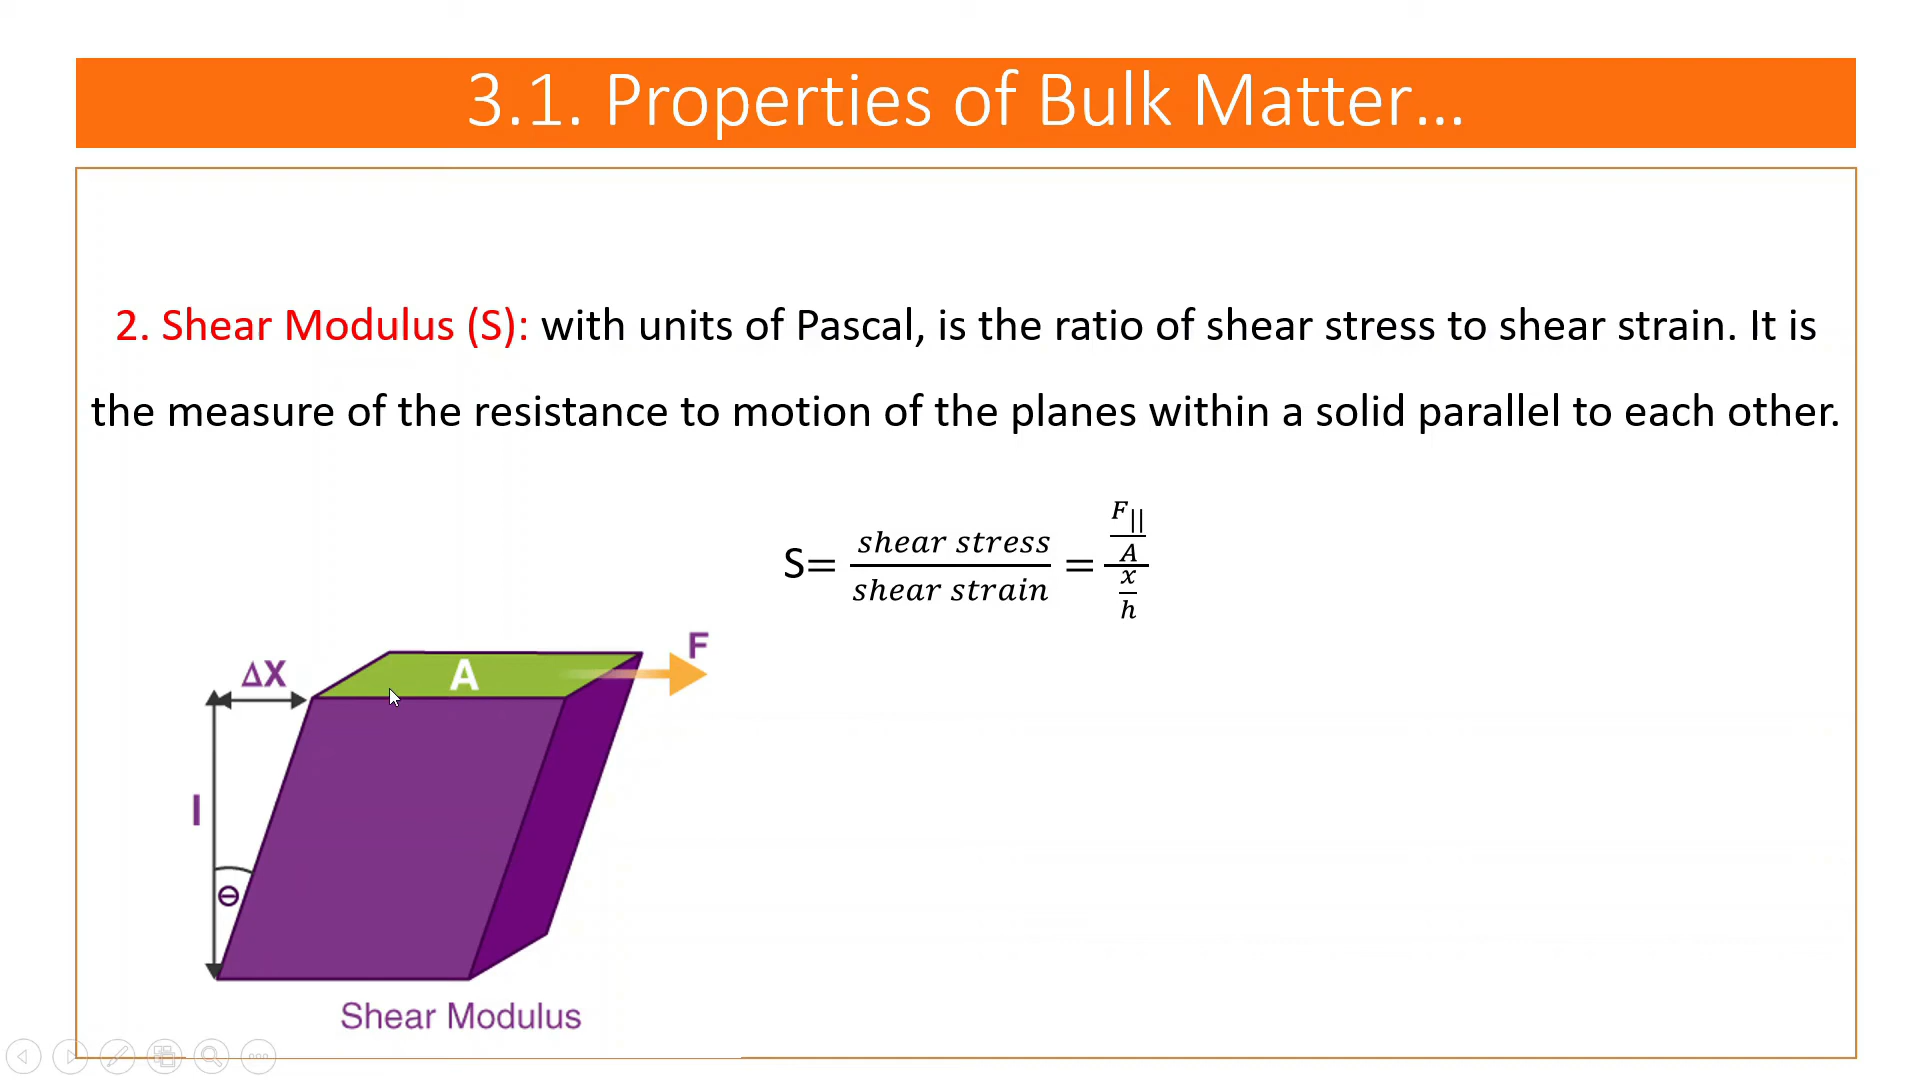 3.1. Properties of Bulk Matter...
2. Shear Modulus (S): with units of Pascal, is the ratio of shear stress to shear strain. It is
the measure of the resistance to motion of the planes within a solid parallel to each other.
S= shear stress / shear strain = (F|| / A) / (x / h)
F
ΔX
A
l
Θ
Shear Modulus